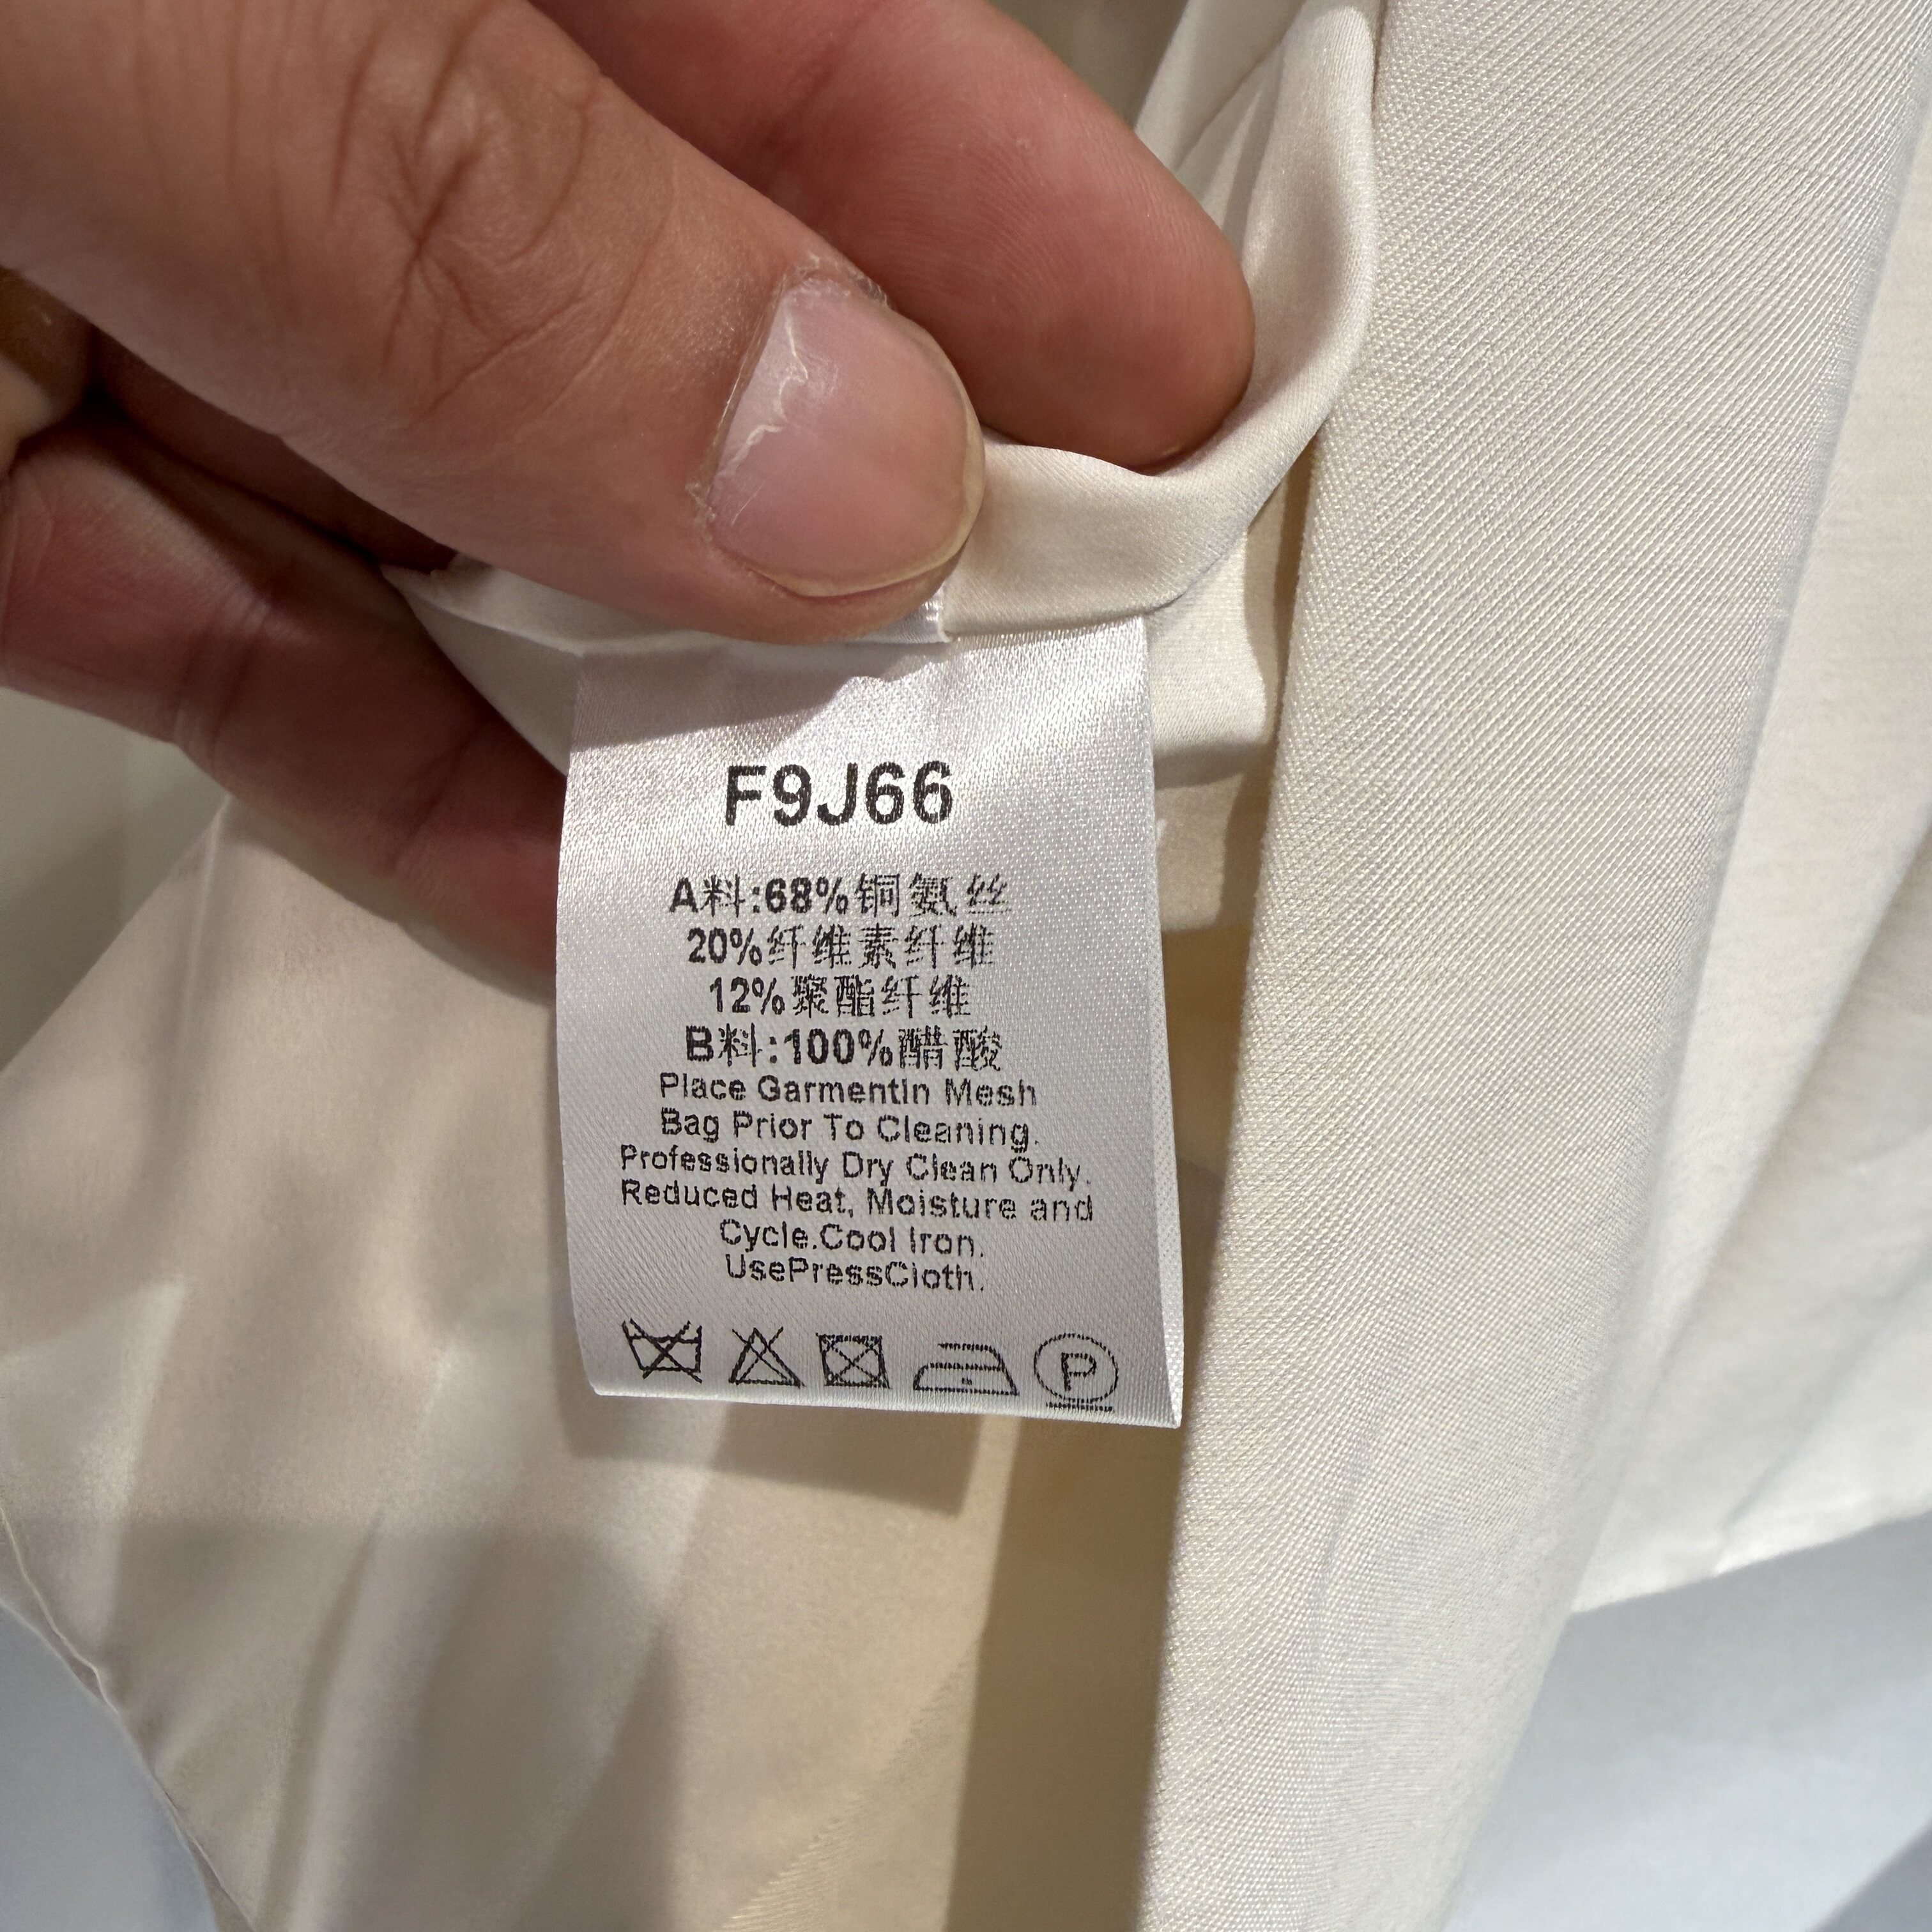 F9J66
A料:68%铜氨丝
20%纤维素纤维
12%聚酯纤维
B料:100%醋酸
Place GarmentIn Mesh
Bag Prior To Cleaning.
Professionally Dry Clean Only.
Reduced Heat, Moisture and
Cycle.Cool Iron.
UsePressCloth.
P